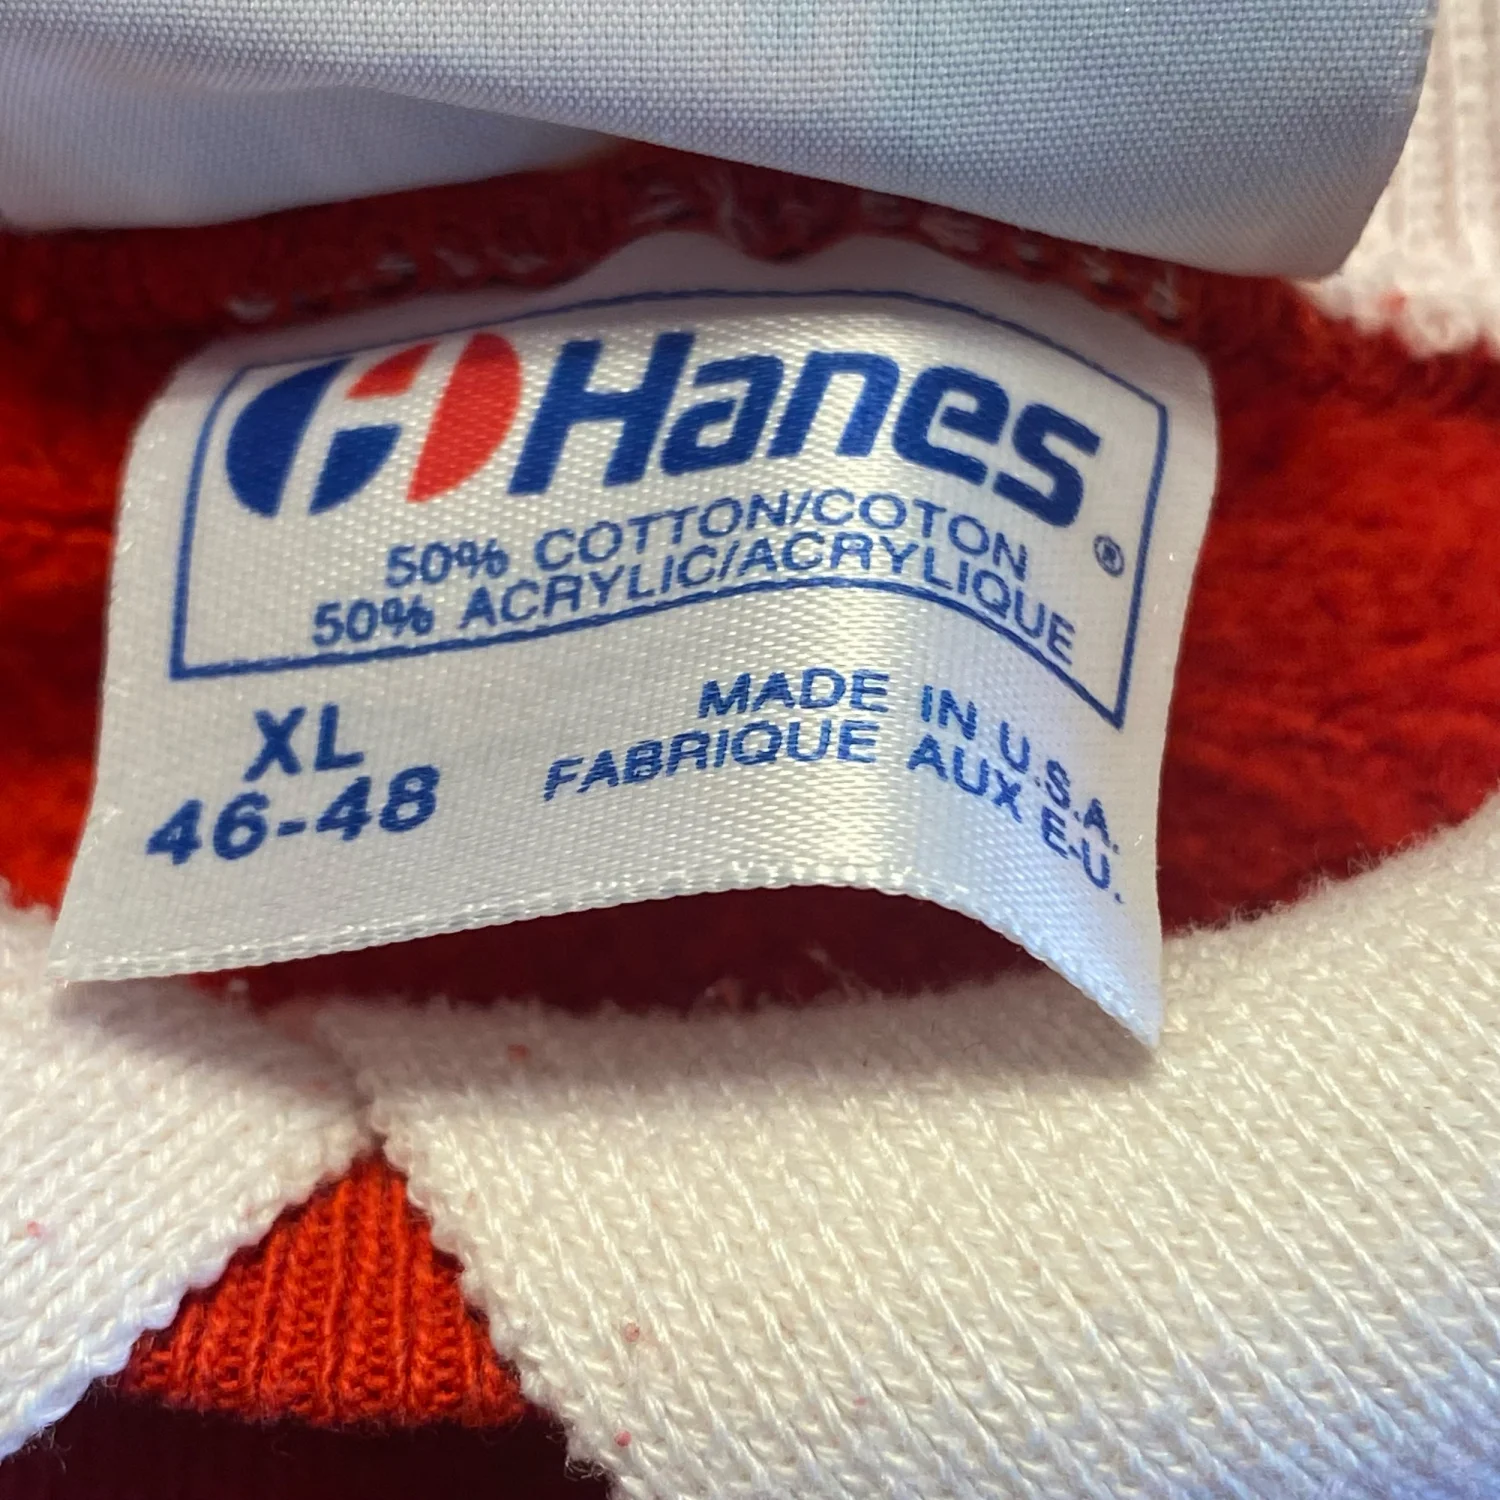 Hanes ®
50% COTTON/COTON
50% ACRYLIC/ACRYLIQUE
XL
46-48
MADE IN U.S.A.
FABRIQUE AUX E-U.